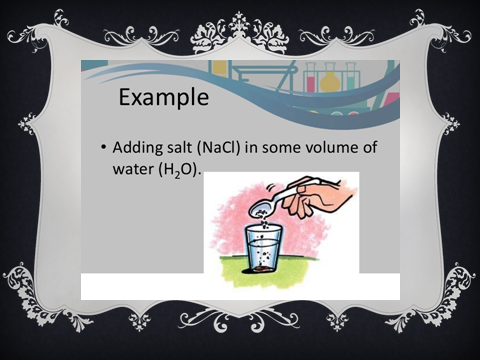 Example
• Adding salt (NaCl) in some volume of
water (H₂O).